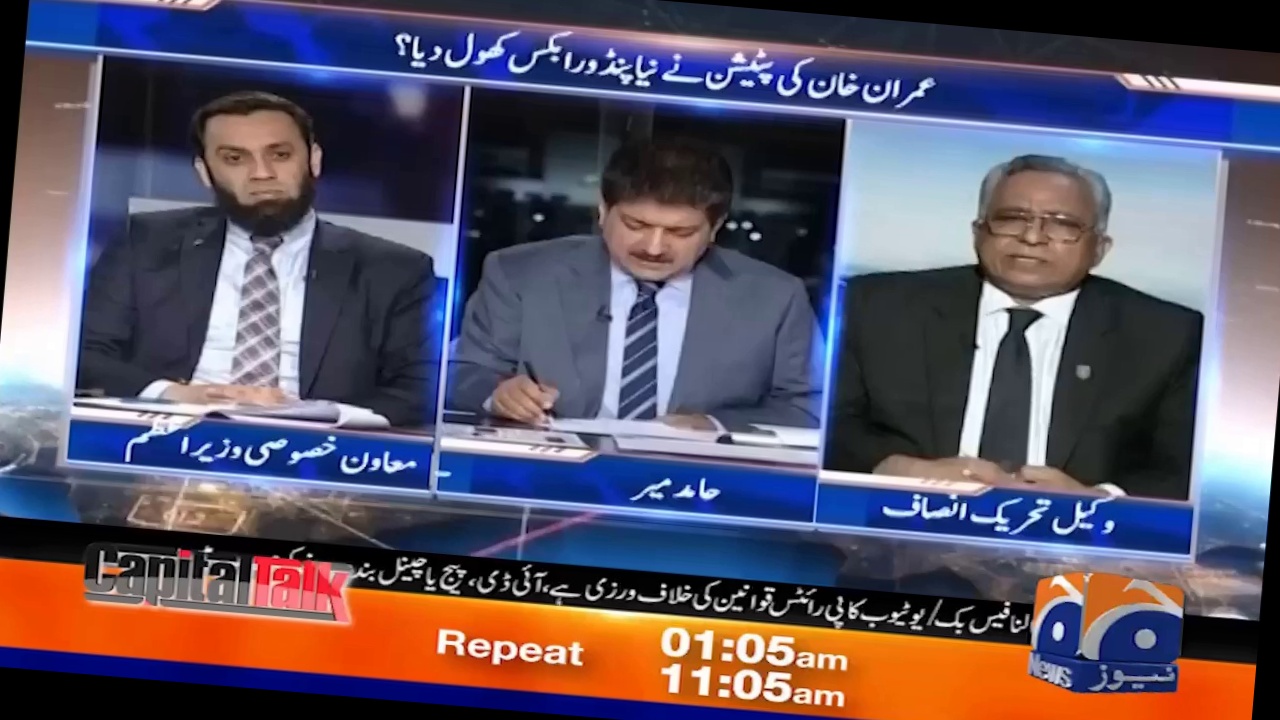 عمران خان کی پٹیشن نے نیا پنڈورا بکس کھول دیا؟
معاون خصوصی وزیراعظم
حامد میر
وکیل تحریک انصاف
Capital Talk
لنا فیس بک/یوٹیوب کاپی رائٹس قوانین کی خلاف ورزی ہے، آئی ڈی، پیج یا چینل بند
Repeat 01:05am
11:05am
News نیوز